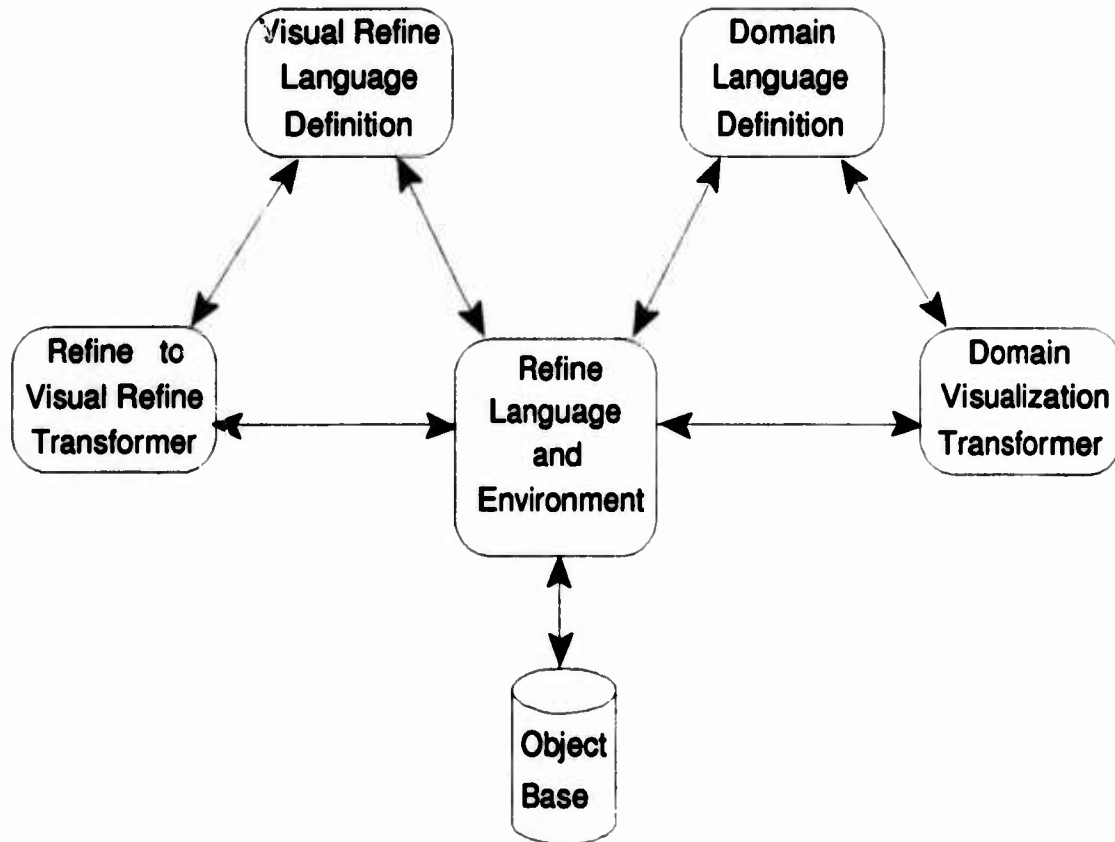 Visual Refine
Language
Definition
Domain
Language
Definition
Refine to
Visual Refine
Transformer
Refine
Language
and
Environment
Domain
Visualization
Transformer
Object
Base